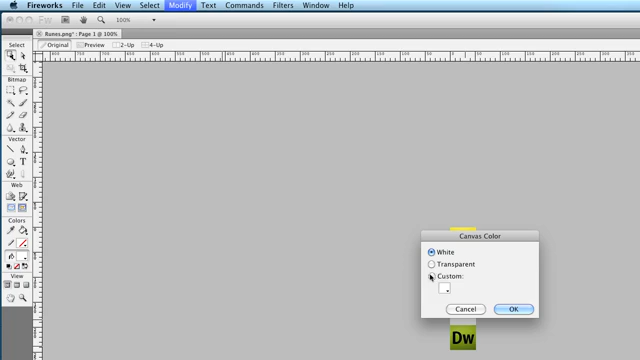 Fireworks File Edit View Select Modify Text Commands Filters Window Help
Fw 100%
Runes.png* : Page 1 @ 100%
Original Preview 2-Up 4-Up
Select
Bitmap
Vector
Web
Colors
View
Canvas Color
White
Transparent
Custom:
Cancel OK
Dw